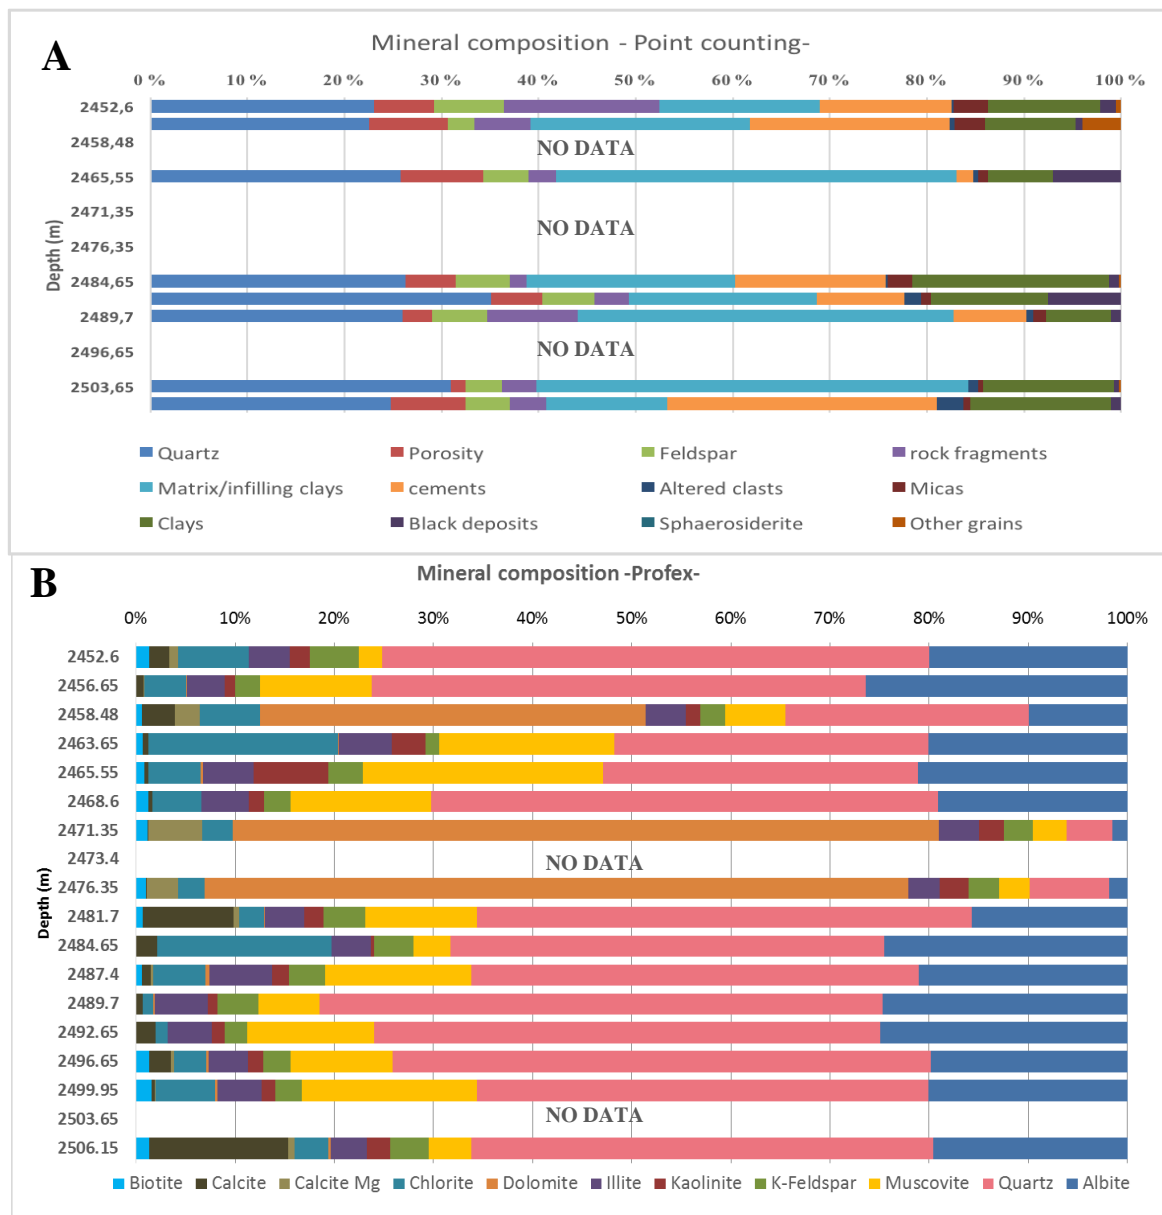 A
Mineral composition - Point counting-
0 % 10 % 20 % 30 % 40 % 50 % 60 % 70 % 80 % 90 % 100 %
Depth (m)
2452,6
2458,48
NO DATA
2465,55
2471,35
NO DATA
2476,35
2484,65
2489,7
2496,65
NO DATA
2503,65
Quartz Porosity Feldspar rock fragments
Matrix/infilling clays cements Altered clasts Micas
Clays Black deposits Sphaerosiderite Other grains
B
Mineral composition -Profex-
0% 10% 20% 30% 40% 50% 60% 70% 80% 90% 100%
Depth (m)
2452.6
2456.65
2458.48
2463.65
2465.55
2468.6
2471.35
2473.4 NO DATA
2476.35
2481.7
2484.65
2487.4
2489.7
2492.65
2496.65
2499.95
2503.65 NO DATA
2506.15
Biotite Calcite Calcite Mg Chlorite Dolomite Illite Kaolinite K-Feldspar Muscovite Quartz Albite